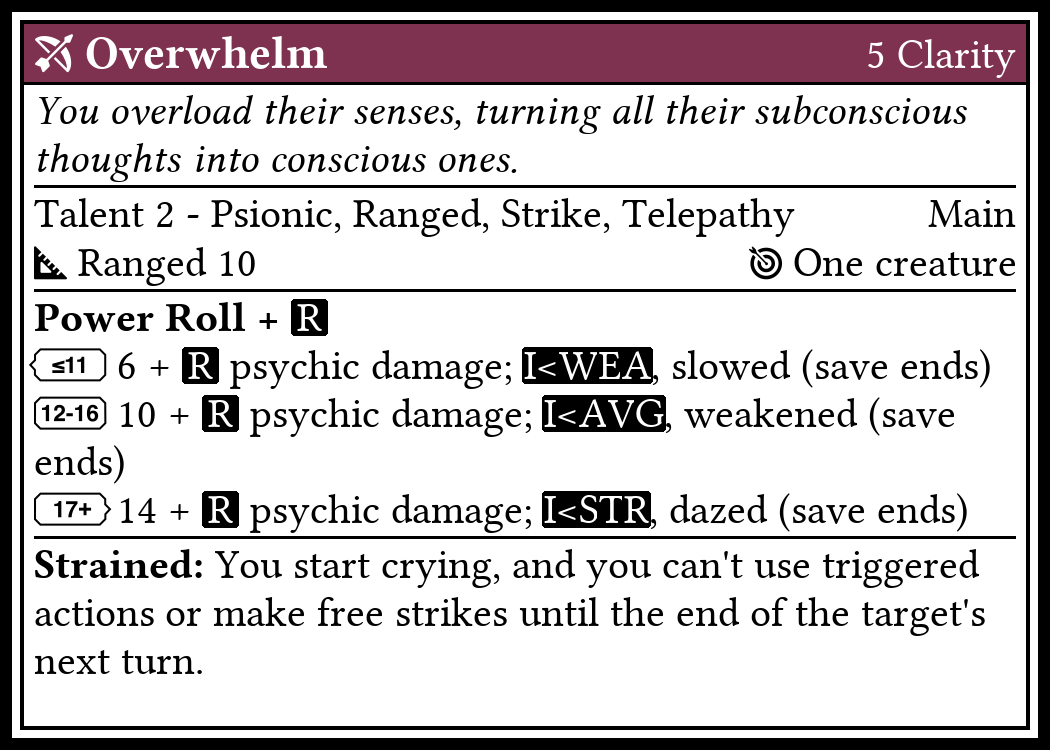 Overwhelm 5 Clarity
You overload their senses, turning all their subconscious
thoughts into conscious ones.
Talent 2 - Psionic, Ranged, Strike, Telepathy Main
Ranged 10 One creature
Power Roll + R
≤11 6 + R psychic damage; I<WEA, slowed (save ends)
12-16 10 + R psychic damage; I<AVG, weakened (save
ends)
17+ 14 + R psychic damage; I<STR, dazed (save ends)
Strained: You start crying, and you can't use triggered
actions or make free strikes until the end of the target's
next turn.